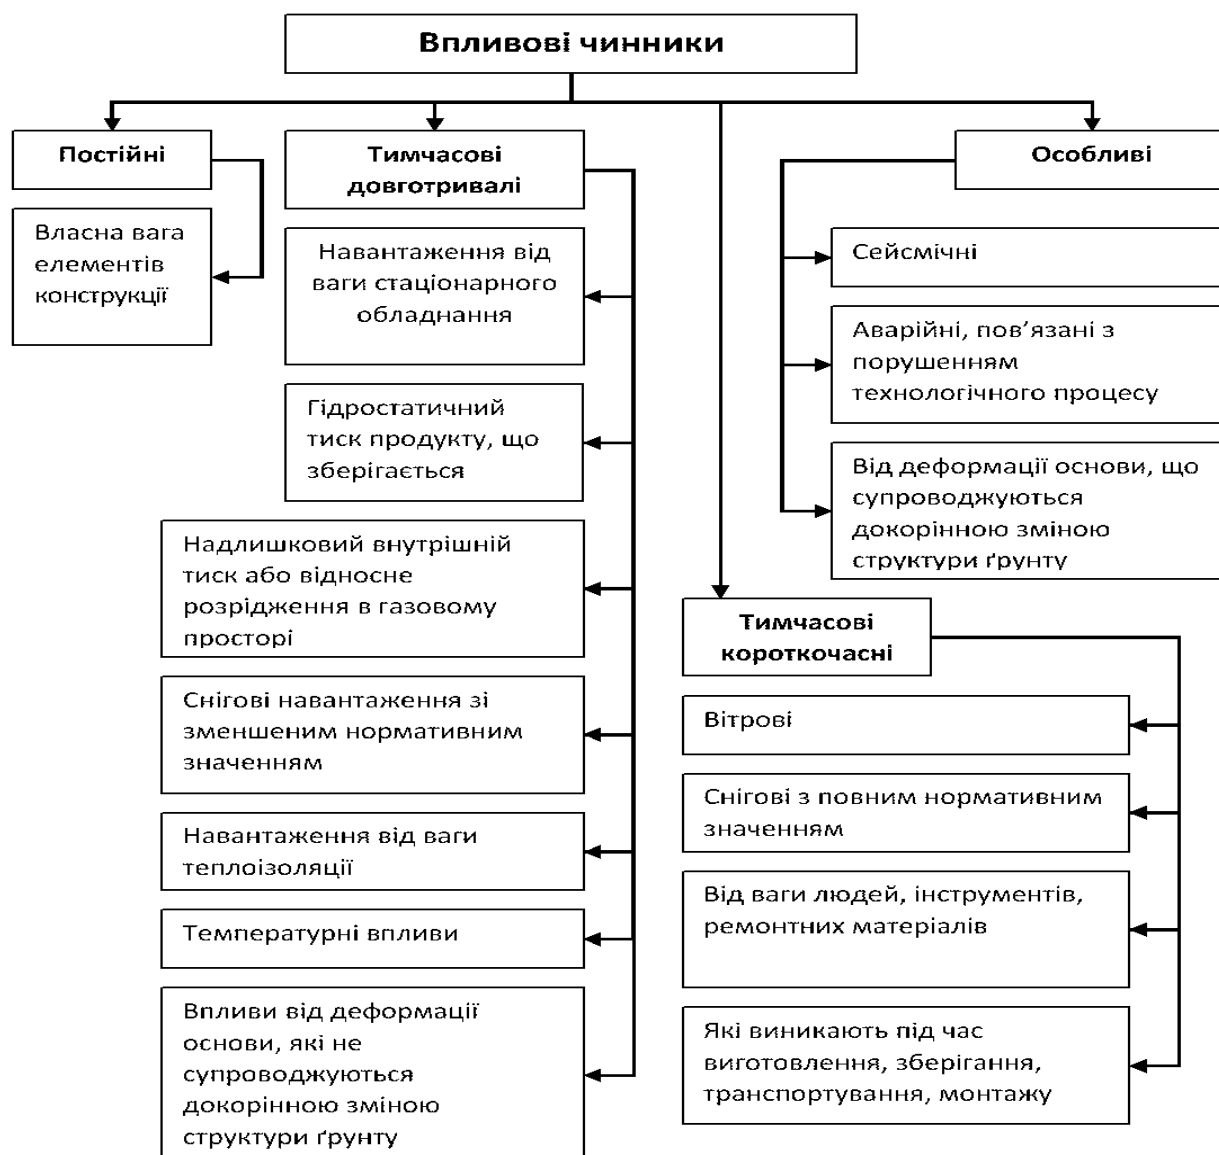 Впливові чинники
Постійні
Власна вага
елементів
конструкції
Тимчасові
довготривалі
Навантаження від
ваги стаціонарного
обладнання
Гідростатичний
тиск продукту, що
зберігається
Надлишковий внутрішній
тиск або відносне
розрідження в газовому
просторі
Снігові навантаження зі
зменшеним нормативним
значенням
Навантаження від ваги
теплоізоляції
Температурні впливи
Впливи від деформації
основи, які не
супроводжуються
докорінною зміною
структури ґрунту
Особливі
Сейсмічні
Аварійні, пов’язані з
порушенням
технологічного процесу
Від деформації основи, що
супроводжуються
докорінною зміною
структури ґрунту
Тимчасові
короткочасні
Вітрові
Снігові з повним нормативним
значенням
Від ваги людей, інструментів,
ремонтних матеріалів
Які виникають під час
виготовлення, зберігання,
транспортування, монтажу